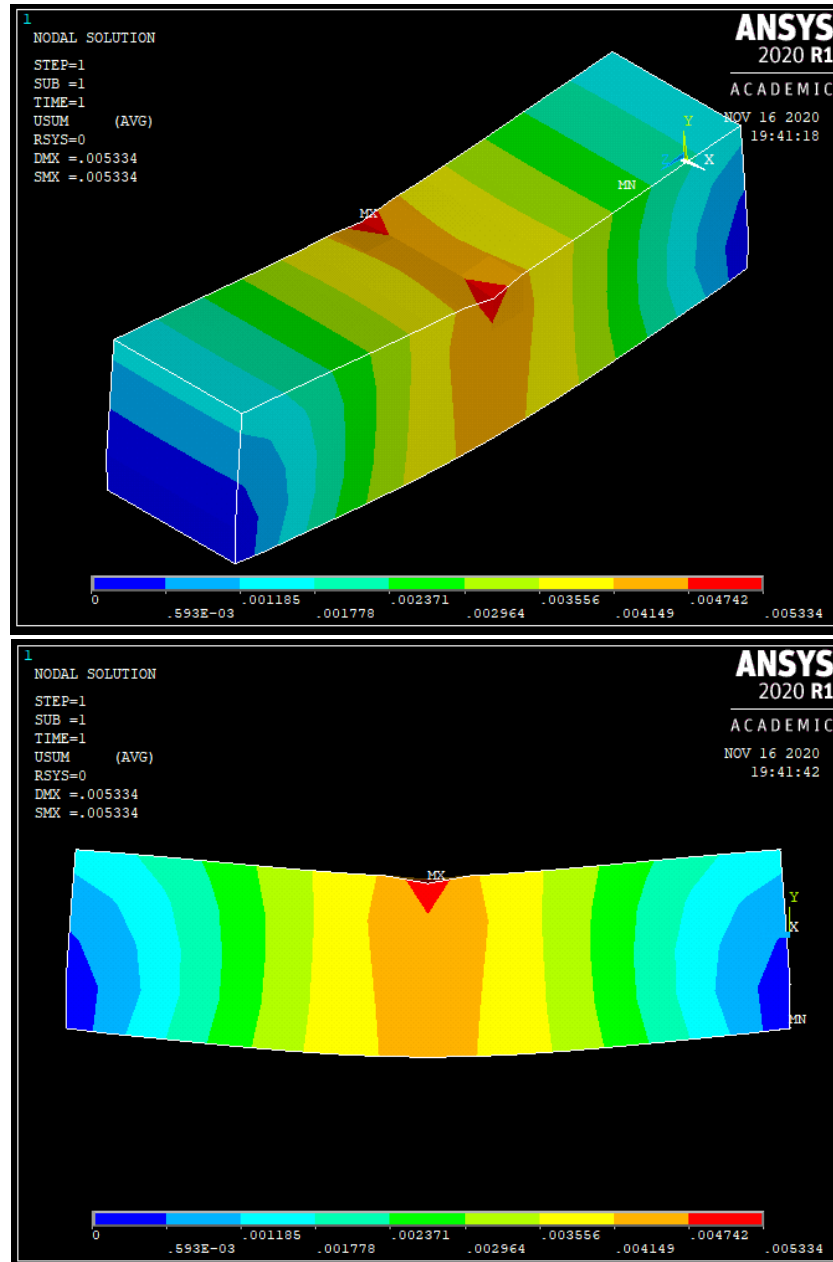 1
NODAL SOLUTION
STEP=1
SUB =1
TIME=1
USUM (AVG)
RSYS=0
DMX =.005334
SMX =.005334
ANSYS
2020 R1
ACADEMIC
NOV 16 2020
19:41:18
Y
Z X
MN
MX
0 .001185 .002371 .003556 .004742
.593E-03 .001778 .002964 .004149 .005334
1
NODAL SOLUTION
STEP=1
SUB =1
TIME=1
USUM (AVG)
RSYS=0
DMX =.005334
SMX =.005334
ANSYS
2020 R1
ACADEMIC
NOV 16 2020
19:41:42
MX
Y
X
MN
0 .001185 .002371 .003556 .004742
.593E-03 .001778 .002964 .004149 .005334